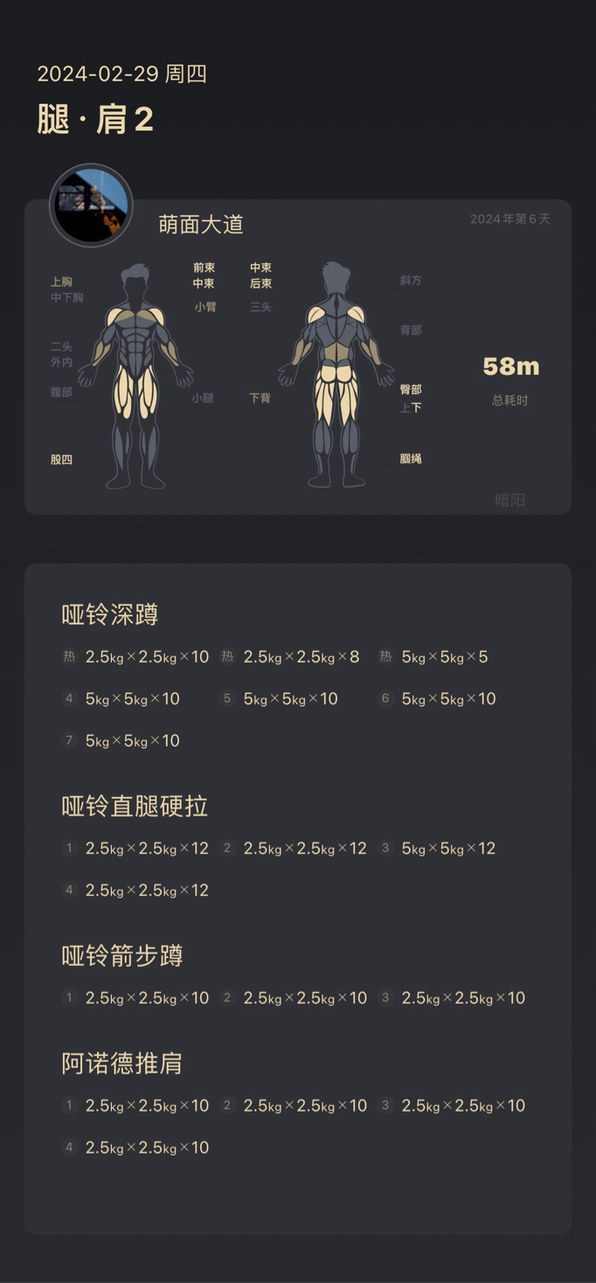 2024-02-29 周四
腿·肩2
萌面大道
2024年第6天
上胸
中下胸
二头
外内
腹部
股四
前束
中束
小臂
小腿
中束
后束
三头
下背
斜方
背部
臀部
上下
腘绳
58m
总耗时
暗阳
哑铃深蹲
热 2.5kg×2.5kg×10 热 2.5kg×2.5kg×8 热 5kg×5kg×5
4 5kg×5kg×10 5 5kg×5kg×10 6 5kg×5kg×10
7 5kg×5kg×10
哑铃直腿硬拉
1 2.5kg×2.5kg×12 2 2.5kg×2.5kg×12 3 5kg×5kg×12
4 2.5kg×2.5kg×12
哑铃箭步蹲
1 2.5kg×2.5kg×10 2 2.5kg×2.5kg×10 3 2.5kg×2.5kg×10
阿诺德推肩
1 2.5kg×2.5kg×10 2 2.5kg×2.5kg×10 3 2.5kg×2.5kg×10
4 2.5kg×2.5kg×10